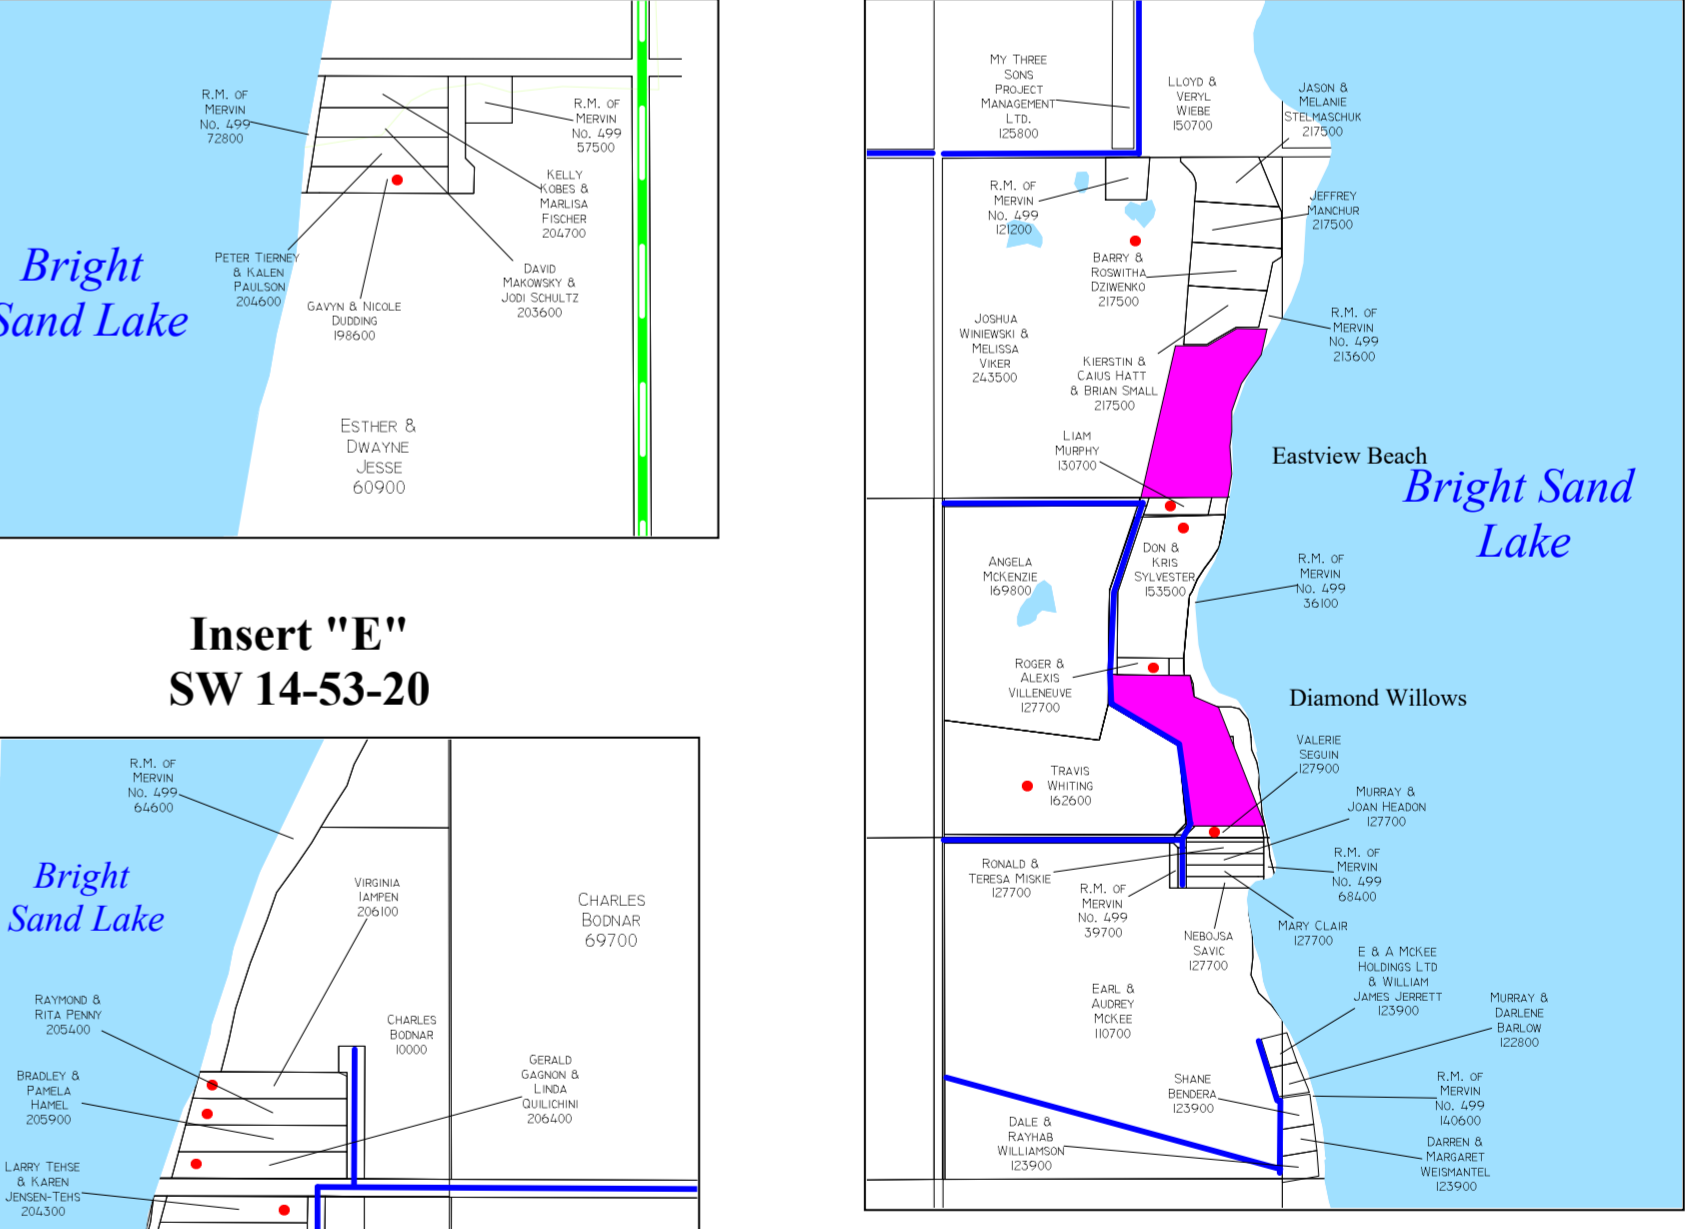 R.M. OF
MERVIN
No. 499
72800
R.M. OF
MERVIN
No. 499
57500
KELLY
KOBES &
MARLISA
FISCHER
204700
PETER TIERNEY
& KALEN
PAULSON
204600
DAVID
MAKOWSKY &
JODI SCHULTZ
203600
GAVYN & NICOLE
DUDDING
198600
Bright
Sand Lake
ESTHER &
DWAYNE
JESSE
60900
Insert "E"
SW 14-53-20
R.M. OF
MERVIN
No. 499
64600
Bright
Sand Lake
VIRGINIA
IAMPEN
206100
CHARLES
BODNAR
69700
RAYMOND &
RITA PENNY
205400
CHARLES
BODNAR
10000
BRADLEY &
PAMELA
HAMEL
205900
GERALD
GAGNON &
LINDA
QUILICHINI
206400
LARRY TEHSE
& KAREN
JENSEN-TEHS
204300
MY THREE
SONS
PROJECT
MANAGEMENT
LTD.
125800
LLOYD &
VERYL
WIEBE
150700
JASON &
MELANIE
STELMASCHUK
217500
R.M. OF
MERVIN
No. 499
121200
JEFFREY
MANCHUR
217500
BARRY &
ROSWITHA
DZIWENKO
217500
JOSHUA
WINIEWSKI &
MELISSA
VIKER
243500
R.M. OF
MERVIN
No. 499
213600
KIERSTIN &
CAIUS HATT
& BRIAN SMALL
217500
LIAM
MURPHY
130700
Eastview Beach
Bright Sand
Lake
ANGELA
McKENZIE
169800
DON &
KRIS
SYLVESTER
153500
R.M. OF
MERVIN
No. 499
36100
ROGER &
ALEXIS
VILLENEUVE
127700
Diamond Willows
VALERIE
SEGUIN
127900
TRAVIS
WHITING
162600
MURRAY &
JOAN HEADON
127700
RONALD &
TERESA MISKIE
127700
R.M. OF
MERVIN
No. 499
68400
R.M. OF
MERVIN
No. 499
39700
MARY CLAIR
127700
NEBOJSA
SAVIC
127700
E & A McKEE
HOLDINGS LTD
& WILLIAM
JAMES JERRETT
123900
EARL &
AUDREY
McKEE
110700
MURRAY &
DARLENE
BARLOW
122800
SHANE
BENDERA
123900
R.M. OF
MERVIN
No. 499
140600
DALE &
RAYHAB
WILLIAMSON
123900
DARREN &
MARGARET
WEISMANTEL
123900